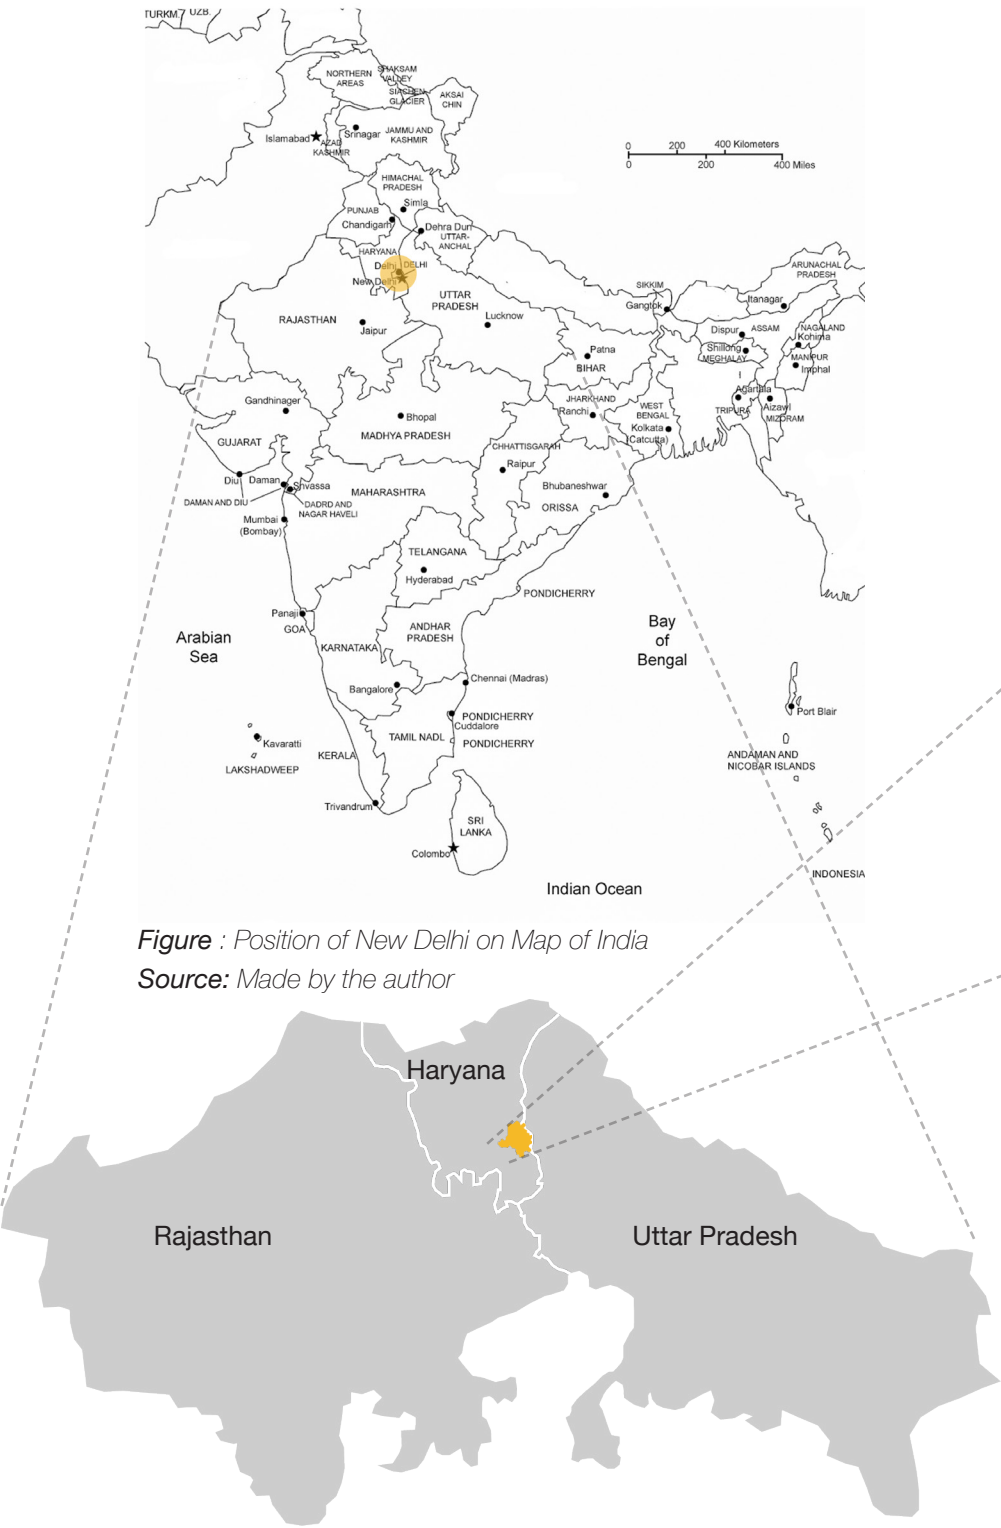 TURKM.
UZB.
NORTHERN
AREAS
SHAKSAM
VALLEY
SIACHEN
GLACIER
AKSAI
CHIN
Islamabad
Srinagar
JAMMU AND
KASHMIR
AZAD
KASHMIR
0 200 400 Kilometers
0 200 400 Miles
HIMACHAL
PRADESH
Simla
PUNJAB
Chandigarh
Dehra Dun
UTTAR-
ANCHAL
HARYANA
Delhi
DELHI
New Delhi
ARUNACHAL
PRADESH
SIKKIM
Gangtok
Itanagar
UTTAR
PRADESH
Lucknow
RAJASTHAN
Jaipur
Dispur
ASSAM
NAGALAND
Kohima
Shillong
MEGHALAY
MANIPUR
Imphal
Patna
BIHAR
Agartala
TRIPURA
Aizawl
MIZDRAM
Gandhinager
JHARKHAND
Ranchi
WEST
BENGAL
Kolkata
(Catcutta)
Bhopal
MADHYA PRADESH
GUJARAT
CHHATTISGARAH
Raipur
Diu
Daman
Shvassa
DAMAN AND DIU
DADRD AND
NAGAR HAVELI
MAHARASHTRA
Bhubaneshwar
ORISSA
Mumbai
(Bombay)
TELANGANA
Hyderabad
PONDICHERRY
Panaji
GOA
ANDHAR
PRADESH
KARNATAKA
Arabian
Sea
Bay
of
Bengal
Bangalore
Chennai (Madras)
PONDICHERRY
Cuddalore
TAMIL NADL
PONDICHERRY
Port Blair
Kavaratti
LAKSHADWEEP
KERALA
ANDAMAN AND
NICOBAR ISLANDS
Trivandrum
SRI
LANKA
Colombo
INDONESIA
Indian Ocean
Figure : Position of New Delhi on Map of India
Source: Made by the author
Haryana
Rajasthan
Uttar Pradesh